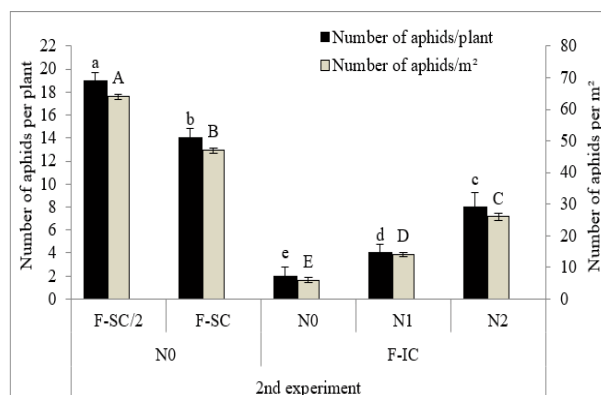 Number of aphids/plant
Number of aphids/m²
Number of aphids per plant
22
20
18
16
14
12
10
8
6
4
2
0
Number of aphids per m²
80
70
60
50
40
30
20
10
0
a A
b B
e E
d D
c C
F-SC/2 F-SC N0 N1 N2
N0 F-IC
2nd experiment